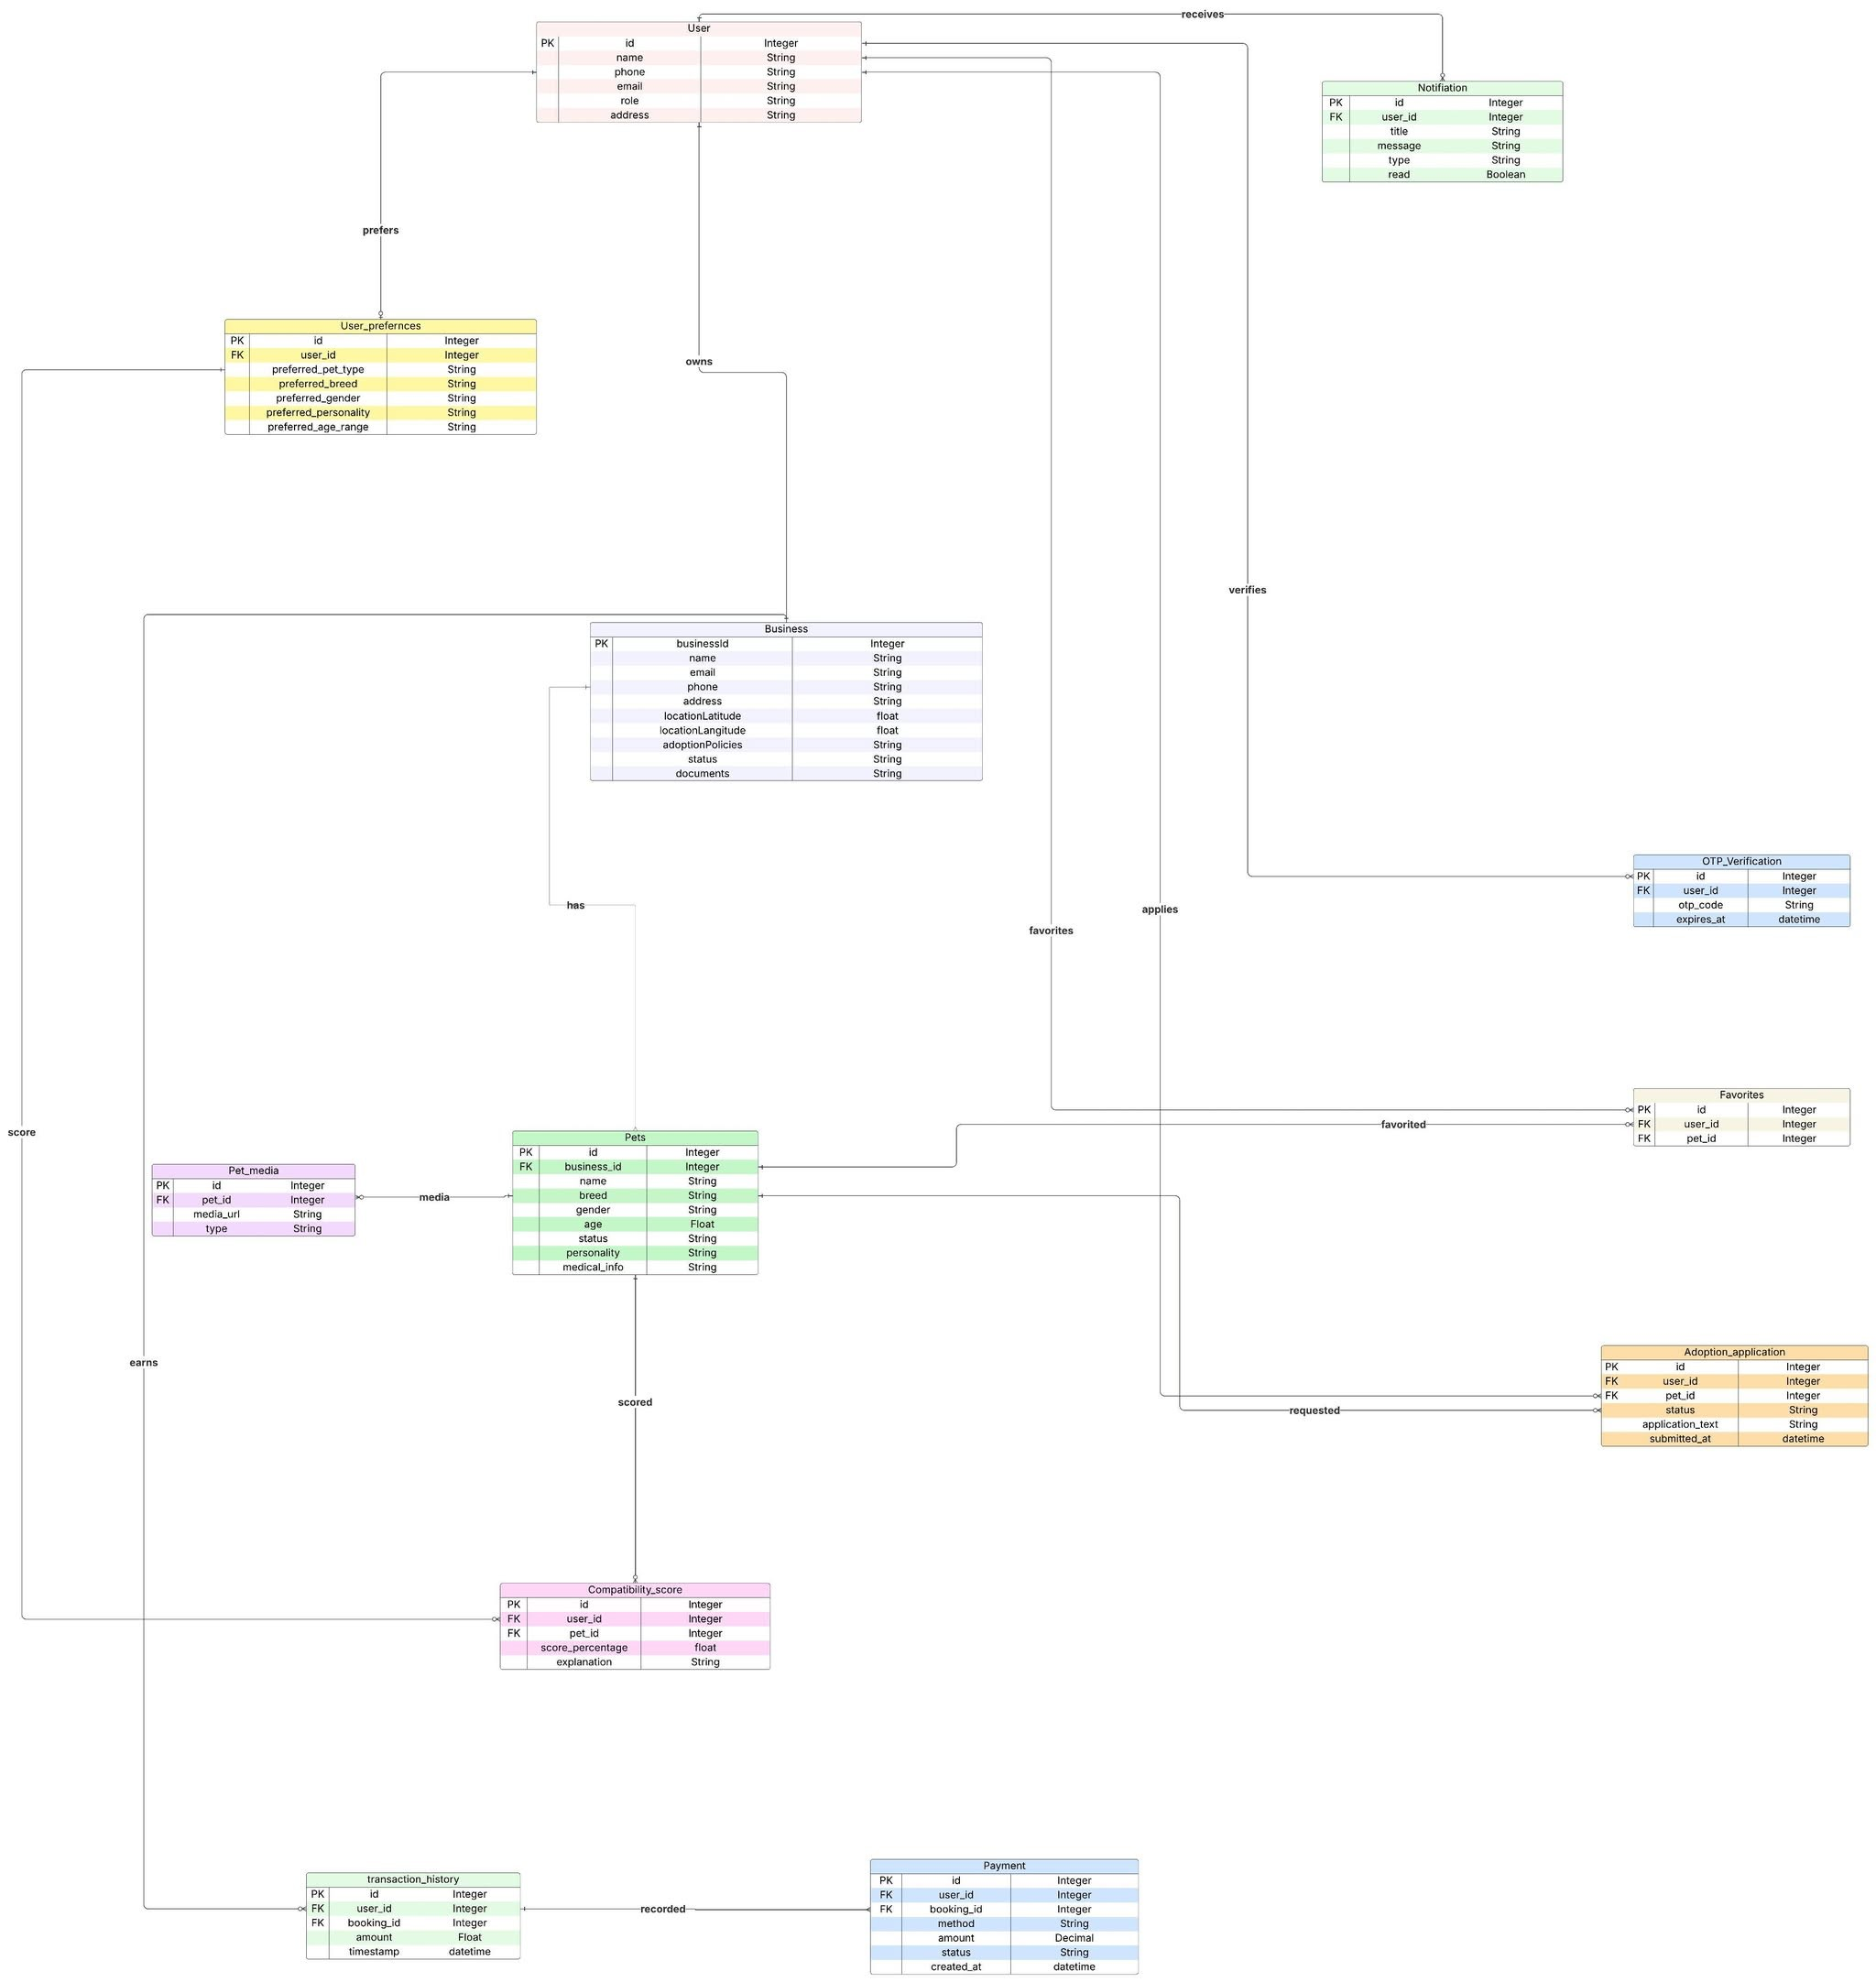 receives
User
PK id Integer
name String
phone String
email String
role String
address String
Notifiation
PK id Integer
FK user_id Integer
title String
message String
type String
read Boolean
prefers
User_prefernces
PK id Integer
FK user_id Integer
preferred_pet_type String
preferred_breed String
preferred_gender String
preferred_personality String
preferred_age_range String
owns
verifies
Business
PK businessId Integer
name String
email String
phone String
address String
locationLatitude float
locationLangitude float
adoptionPolicies String
status String
documents String
OTP_Verification
PK id Integer
FK user_id Integer
otp_code String
expires_at datetime
has
applies
favorites
Favorites
PK id Integer
FK user_id Integer
FK pet_id Integer
favorited
score
Pets
PK id Integer
FK business_id Integer
name String
breed String
gender String
age Float
status String
personality String
medical_info String
Pet_media
PK id Integer
FK pet_id Integer
media_url String
type String
media
earns
scored
Adoption_application
PK id Integer
FK user_id Integer
FK pet_id Integer
status String
application_text String
submitted_at datetime
requested
Compatibility_score
PK id Integer
FK user_id Integer
FK pet_id Integer
score_percentage float
explanation String
transaction_history
PK id Integer
FK user_id Integer
FK booking_id Integer
amount Float
timestamp datetime
recorded
Payment
PK id Integer
FK user_id Integer
FK booking_id Integer
method String
amount Decimal
status String
created_at datetime